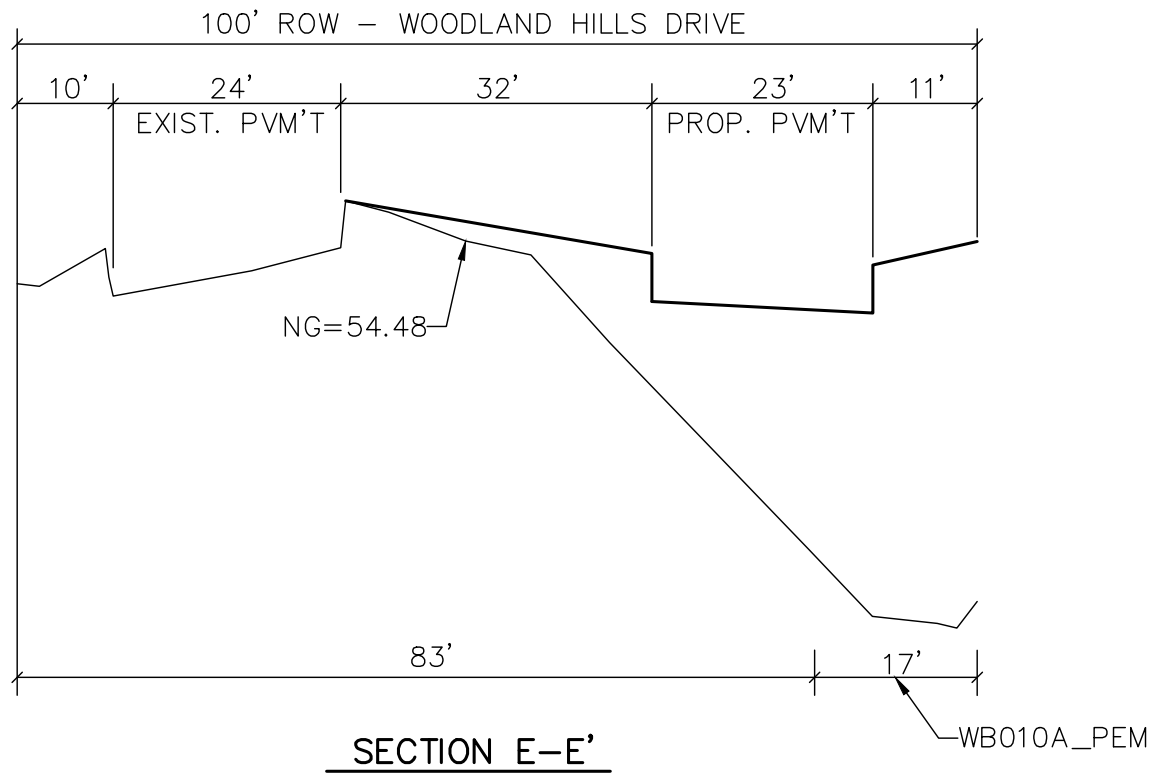 100' ROW – WOODLAND HILLS DRIVE
10' 24' 32' 23' 11'
EXIST. PVM'T PROP. PVM'T
NG=54.48
83' 17'
WB010A_PEM
SECTION E–E'